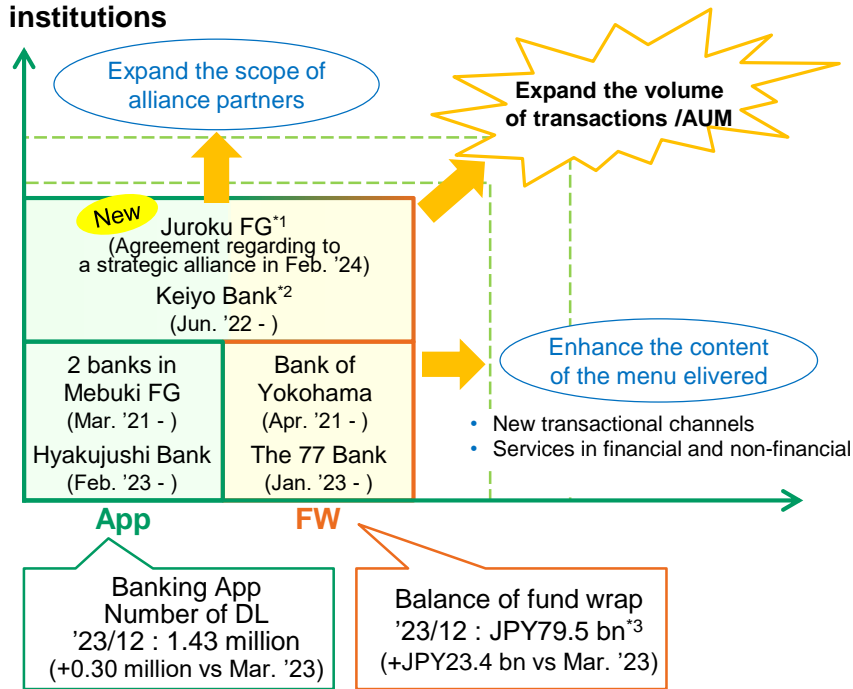 institutions
Expand the scope of
alliance partners
Expand the volume
of transactions /AUM
New
Juroku FG*1
(Agreement regarding to
a strategic alliance in Feb. '24)
Keiyo Bank*2
(Jun. '22 - )
2 banks in
Mebuki FG
(Mar. '21 - )
Hyakujushi Bank
(Feb. '23 - )
Bank of
Yokohama
(Apr. '21 - )
The 77 Bank
(Jan. '23 - )
Enhance the content
of the menu elivered
• New transactional channels
• Services in financial and non-financial
App
FW
Banking App
Number of DL
'23/12 : 1.43 million
(+0.30 million vs Mar. '23)
Balance of fund wrap
'23/12 : JPY79.5 bn*3
(+JPY23.4 bn vs Mar. '23)